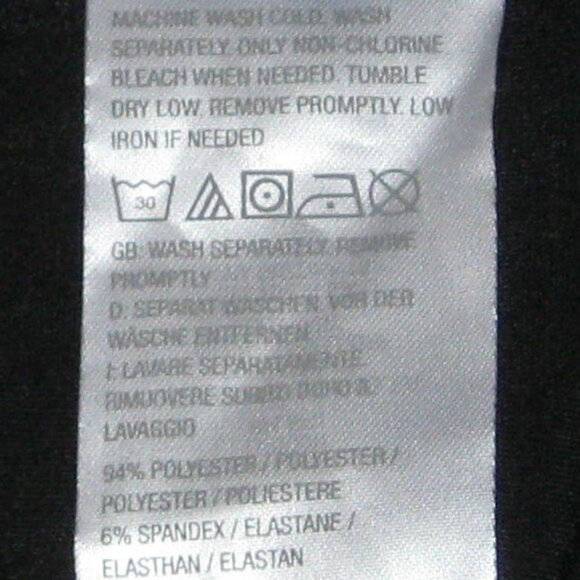 MACHINE WASH COLD. WASH
SEPARATELY. ONLY NON-CHLORINE
BLEACH WHEN NEEDED. TUMBLE
DRY LOW. REMOVE PROMPTLY. LOW
IRON IF NEEDED
30
GB: WASH SEPARATELY. REMOVE
PROMPTLY
D: SEPARAT WASCHEN. VON DER
WÄSCHE ENTFERNEN
I: LAVARE SEPARATAMENTE.
RIMUOVERE SUBITO DOPO IL
LAVAGGIO
94% POLYESTER / POLYESTER /
POLYESTER / POLIESTERE
6% SPANDEX / ELASTANE /
ELASTHAN / ELASTAN